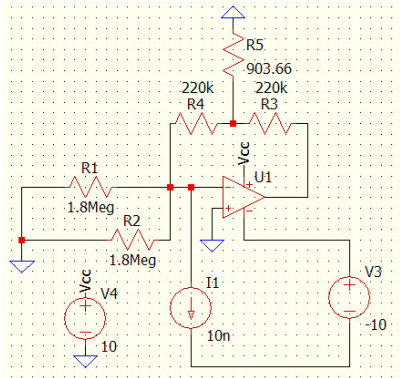 R5
903.66
220k
220k
R4
R3
Vcc
U1
R1
1.8Meg
R2
1.8Meg
Vcc
V4
10
I1
10n
V3
-10